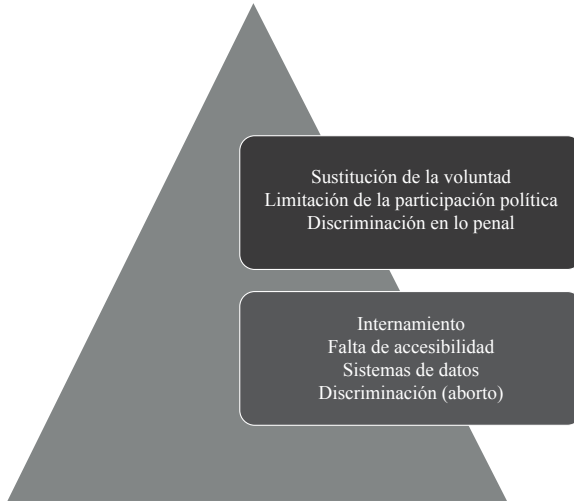 Sustitución de la voluntad
Limitación de la participación política
Discriminación en lo penal
Internamiento
Falta de accesibilidad
Sistemas de datos
Discriminación (aborto)